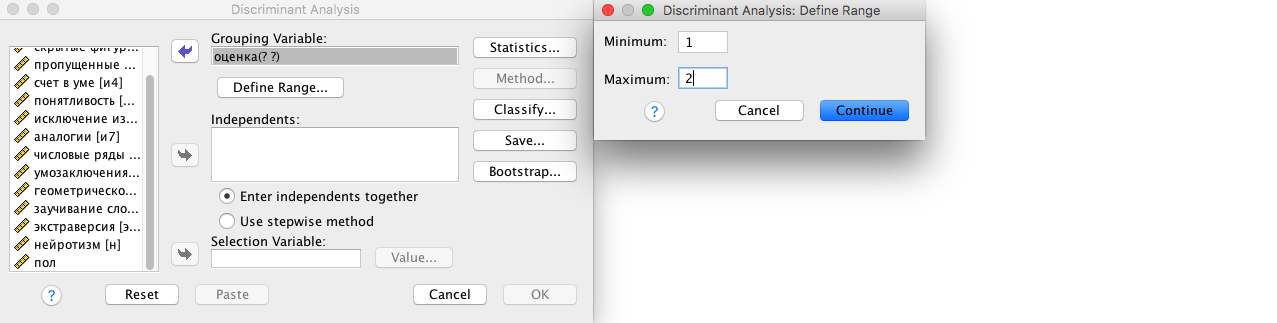 Discriminant Analysis
Grouping Variable:
оценка(? ?)
Define Range...
Independents:
Enter independents together
Use stepwise method
Selection Variable:
Value...
скрытые фигур...
пропущенные ...
счет в уме [и4]
понятливость [...
исключение из...
аналогии [и7]
числовые ряды ...
умозаключения...
геометрическо...
заучивание сло...
экстраверсия [э...
нейротизм [н]
пол
Statistics...
Method...
Classify...
Save...
Bootstrap...
?
Reset
Paste
Cancel
OK
Discriminant Analysis: Define Range
Minimum: 1
Maximum: 2
?
Cancel
Continue